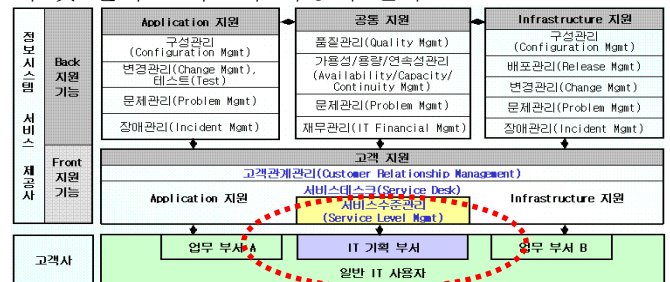 Application 지원
공통 지원
Infrastructure 지원
정보시스템 서비스 제공사
Back
지원
기능
구성관리
(Configuration Mgmt)
변경관리(Change Mgmt),
테스트(Test)
문제관리(Problem Mgmt)
장애관리(Incident Mgmt)
품질관리(Quality Mgmt)
가용성/용량/연속성관리
(Availability/Capacity/
Continuity Mgmt)
문제관리(Problem Mgmt)
재무관리(IT Financial Mgmt)
구성관리
(Configuration Mgmt)
배포관리(Release Mgmt)
변경관리(Change Mgmt)
문제관리(Problem Mgmt)
장애관리(Incident Mgmt)
Front
지원
기능
고객 지원
고객관계관리(Customer Relationship Management)
서비스데스크(Service Desk)
Application 지원
서비스수준관리
(Service Level Mgmt)
Infrastructure 지원
고객사
업무 부서 A
IT 기획 부서
업무 부서 B
일반 IT 사용자